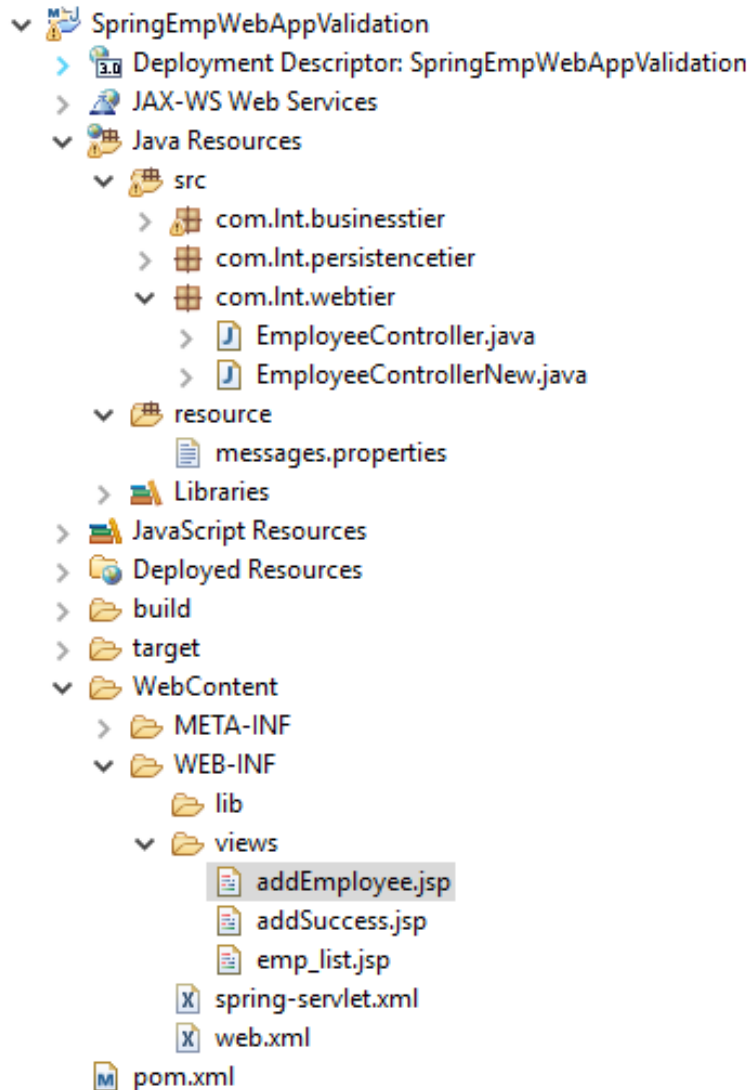 SpringEmpWebAppValidation
3.0 Deployment Descriptor: SpringEmpWebAppValidation
JAX-WS Web Services
Java Resources
src
com.lnt.businesstier
com.lnt.persistencetier
com.lnt.webtier
EmployeeController.java
EmployeeControllerNew.java
resource
messages.properties
Libraries
JavaScript Resources
Deployed Resources
build
target
WebContent
META-INF
WEB-INF
lib
views
addEmployee.jsp
addSuccess.jsp
emp_list.jsp
spring-servlet.xml
web.xml
pom.xml